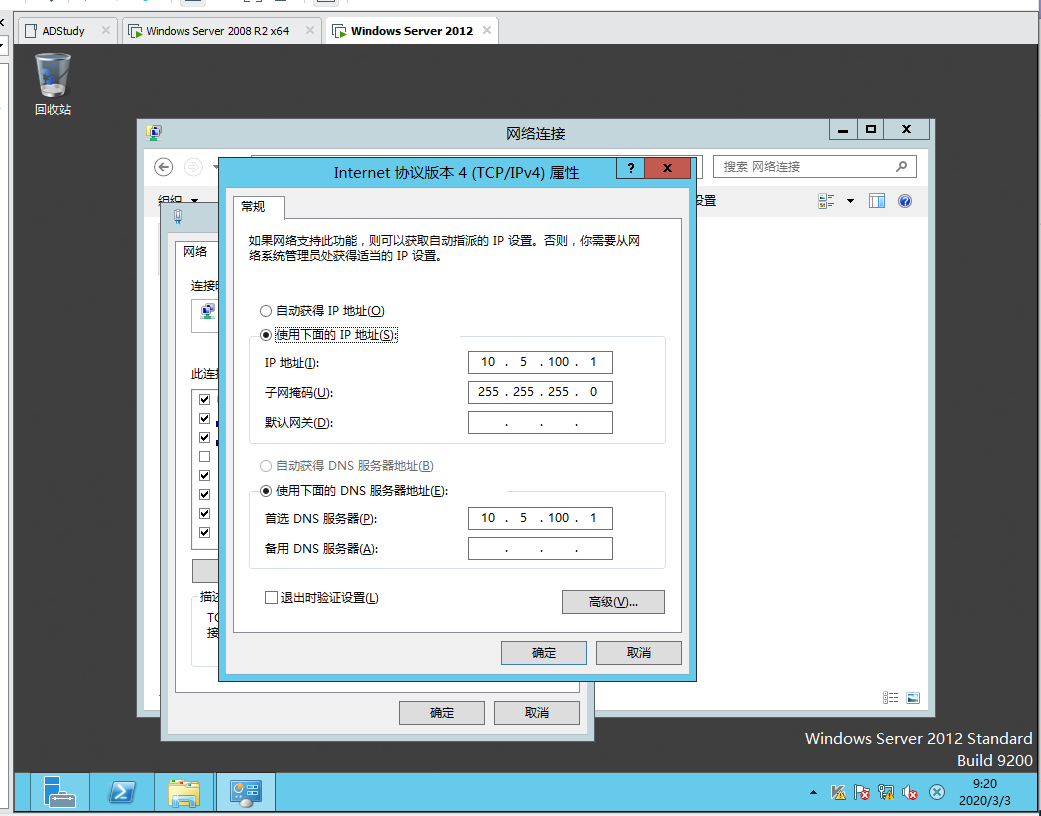 ADStudy
Windows Server 2008 R2 x64
Windows Server 2012
回收站
网络连接
搜索 网络连接
组织
设置
网络
连接时
此连接
描述
TC
接
Internet 协议版本 4 (TCP/IPv4) 属性
?
常规
如果网络支持此功能，则可以获取自动指派的 IP 设置。否则，你需要从网
络系统管理员处获得适当的 IP 设置。
自动获得 IP 地址(O)
使用下面的 IP 地址(S):
IP 地址(I):
10 . 5 . 100 . 1
子网掩码(U):
255 . 255 . 255 . 0
默认网关(D):
. . .
自动获得 DNS 服务器地址(B)
使用下面的 DNS 服务器地址(E):
首选 DNS 服务器(P):
10 . 5 . 100 . 1
备用 DNS 服务器(A):
. . .
退出时验证设置(L)
高级(V)...
确定
取消
确定
取消
Windows Server 2012 Standard
Build 9200
9:20
2020/3/3